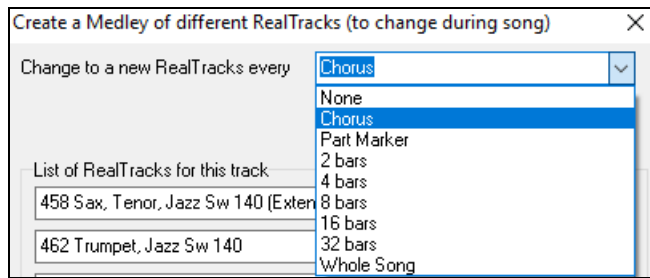 Create a Medley of different RealTracks (to change during song)
Change to a new RealTracks every Chorus
None
Chorus
Part Marker
2 bars
4 bars
8 bars
16 bars
32 bars
Whole Song
List of RealTracks for this track
458 Sax, Tenor, Jazz Sw 140 (Exten
462 Trumpet, Jazz Sw 140